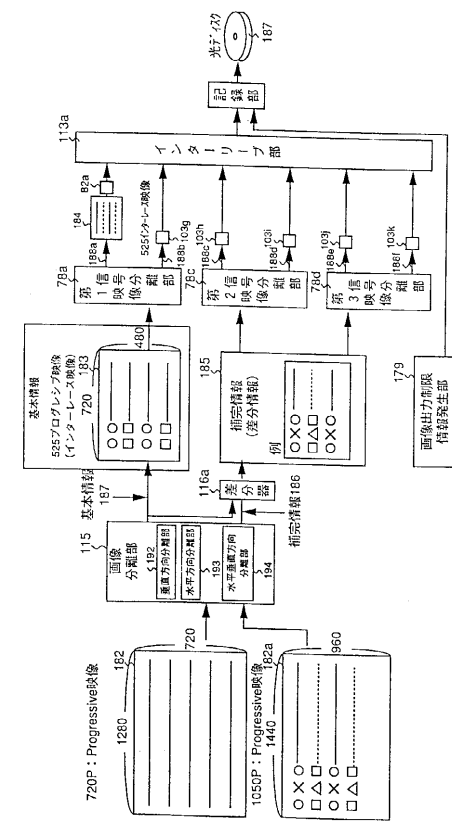 720P：Progressive映像
1280
182
720
1050P：Progressive映像
1440
182a
960
115
画像
分離部
192
垂直方向分離部
水平方向分離部
193
水平垂直方向
分離部
194
基本情報
187
補完情報186
116a
差分器
基本情報
525プログレシブ映像
(インターレース映像)
720
183
480
185
補完情報
(差分情報)
例
179
画像出力制限
情報発生部
78a
第1映像
信号分離部
78c
第2映像
信号分離部
78d
第3映像
信号分離部
184
188a
82a
525インターレース映像
188b
103g
188c
103h
188d
103i
188e
103j
188f
103k
113a
インターリーブ部
記録部
光ディスク
187